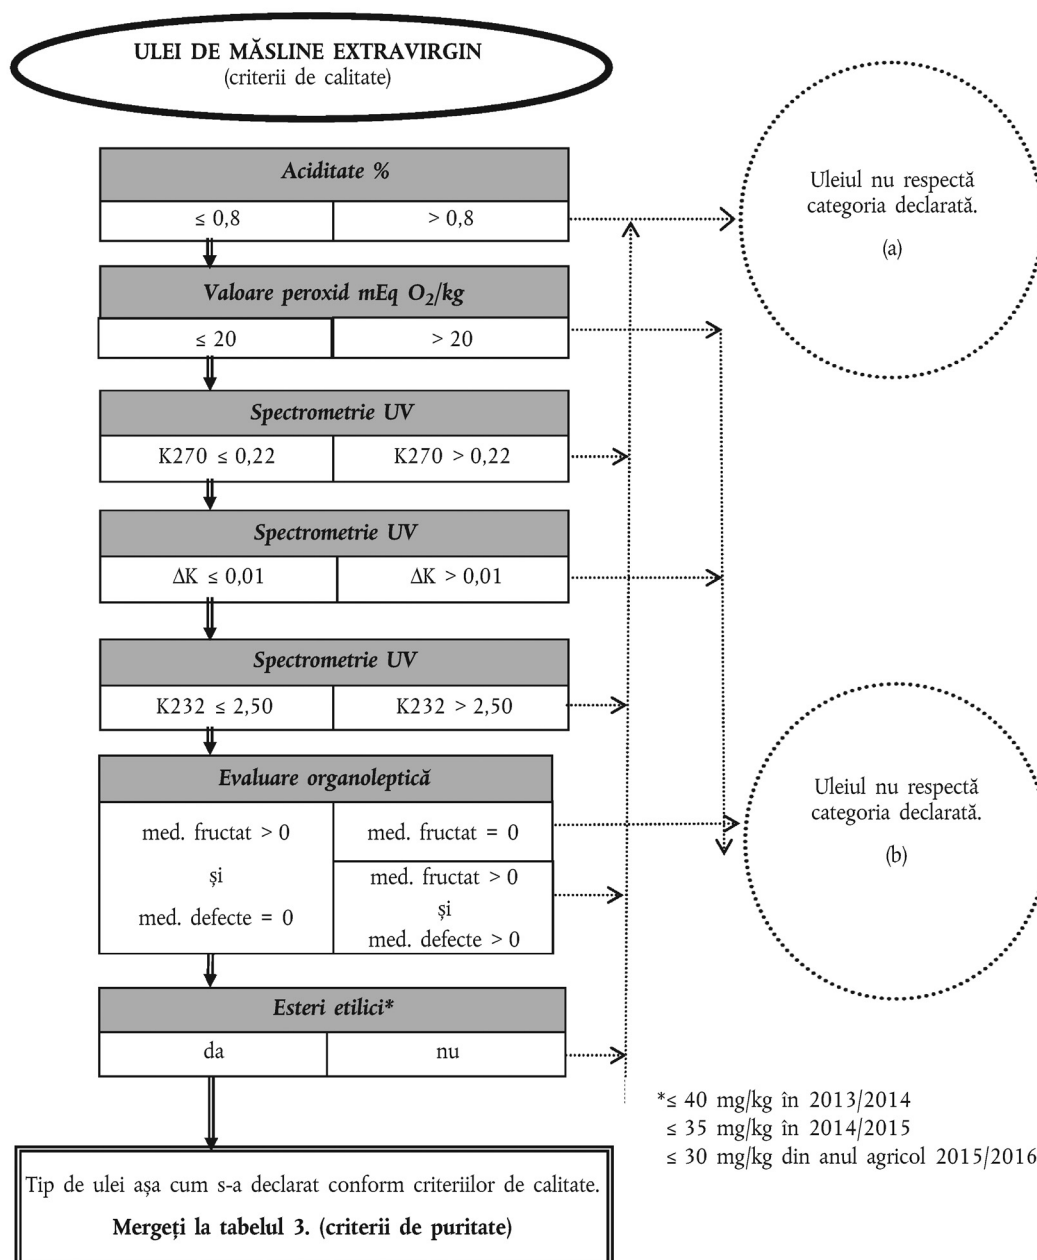 ULEI DE MĂSLINE EXTRAVIRGIN
(criterii de calitate)
Aciditate %
≤ 0,8
> 0,8
Uleiul nu respectă
categoria declarată.
(a)
Valoare peroxid mEq O₂/kg
≤ 20
> 20
Spectrometrie UV
K270 ≤ 0,22
K270 > 0,22
Spectrometrie UV
ΔK ≤ 0,01
ΔK > 0,01
Spectrometrie UV
K232 ≤ 2,50
K232 > 2,50
Evaluare organoleptică
med. fructat > 0
și
med. defecte = 0
med. fructat = 0
med. fructat > 0
și
med. defecte > 0
Uleiul nu respectă
categoria declarată.
(b)
Esteri etilici*
da
nu
*≤ 40 mg/kg în 2013/2014
≤ 35 mg/kg în 2014/2015
≤ 30 mg/kg din anul agricol 2015/2016
Tip de ulei așa cum s-a declarat conform criteriilor de calitate.
Mergeți la tabelul 3. (criterii de puritate)